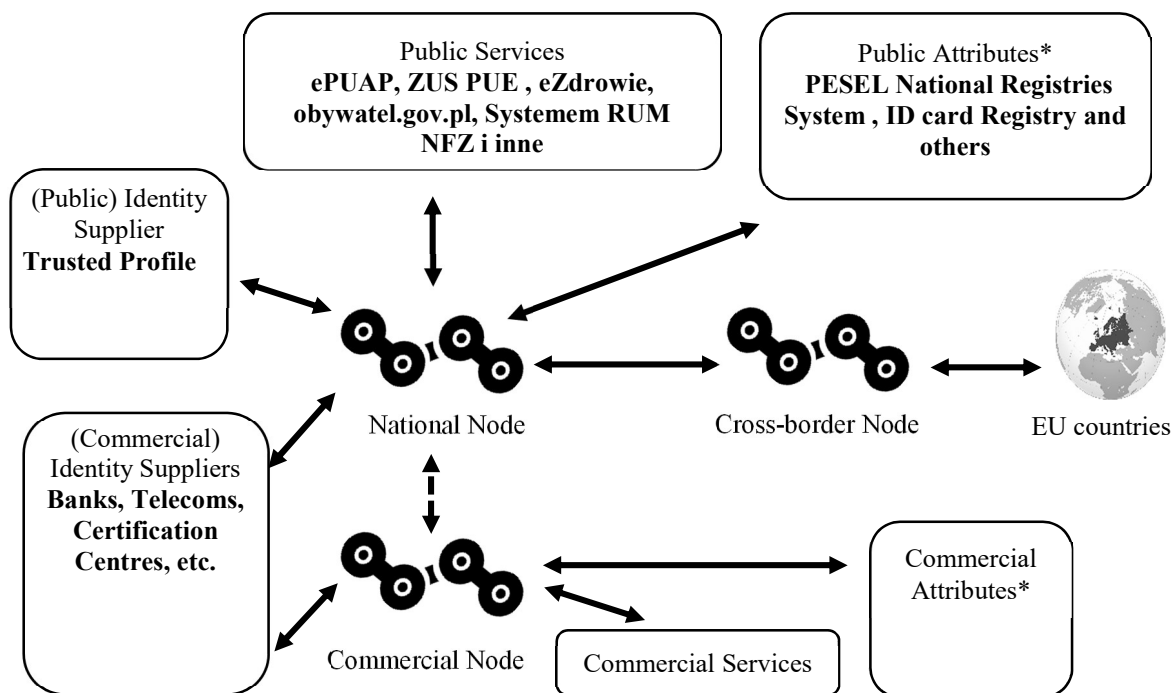 Public Services
ePUAP, ZUS PUE , eZdrowie,
obywatel.gov.pl, Systemem RUM
NFZ i inne
Public Attributes*
PESEL National Registries
System , ID card Registry and
others
(Public) Identity
Supplier
Trusted Profile
National Node
Cross-border Node
EU countries
(Commercial)
Identity Suppliers
Banks, Telecoms,
Certification
Centres, etc.
Commercial
Attributes*
Commercial Node
Commercial Services